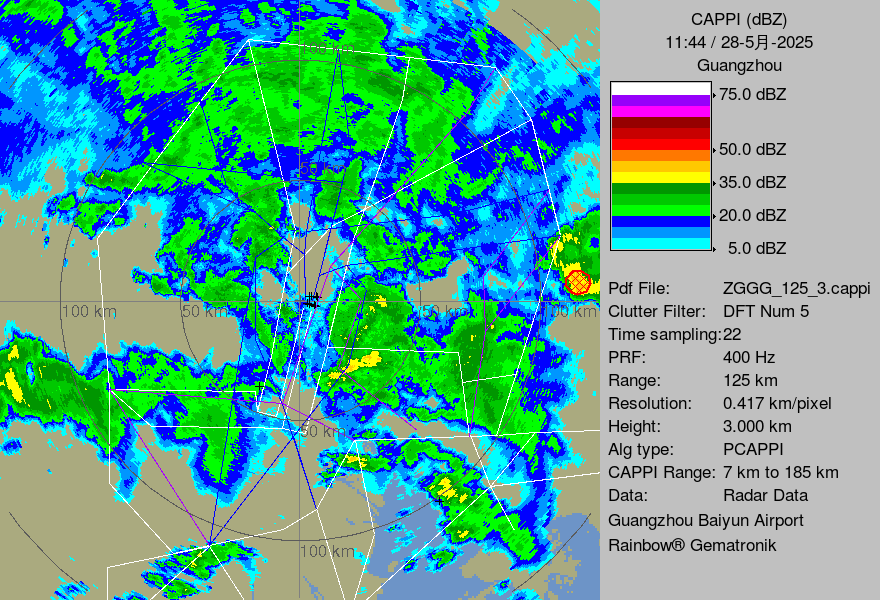 CAPPI (dBZ)
11:44 / 28-5月-2025
Guangzhou
75.0 dBZ
50.0 dBZ
35.0 dBZ
20.0 dBZ
5.0 dBZ
Pdf File: ZGGG_125_3.cappi
Clutter Filter: DFT Num 5
Time sampling:22
PRF: 400 Hz
Range: 125 km
Resolution: 0.417 km/pixel
Height: 3.000 km
Alg type: PCAPPI
CAPPI Range: 7 km to 185 km
Data: Radar Data
Guangzhou Baiyun Airport
Rainbow® Gematronik
100 km
50 km
100 km
50 km
50 km
100 km
50 km
100 km